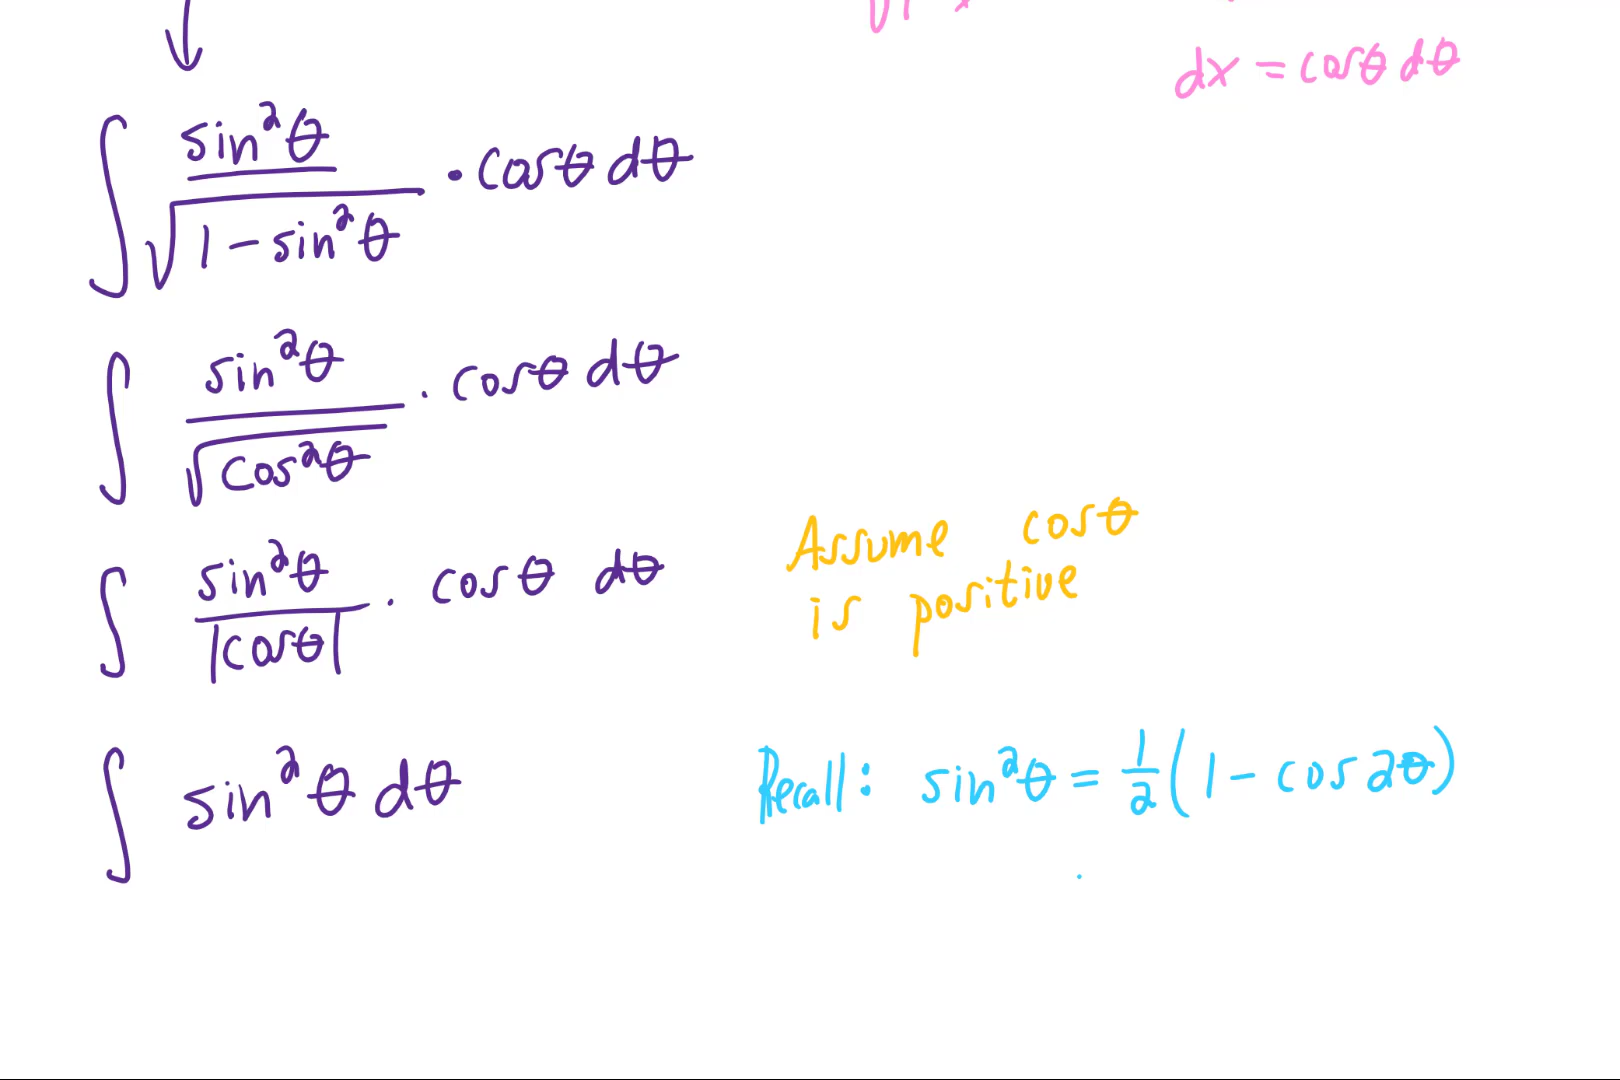 dx = cosθ dθ
∫ sin²θ / √(1 - sin²θ) · cosθ dθ
∫ sin²θ / √(cos²θ) · cosθ dθ
∫ sin²θ / |cosθ| · cosθ dθ
Assume cosθ
is positive
∫ sin²θ dθ
Recall: sin²θ = 1/2 (1 - cos2θ)